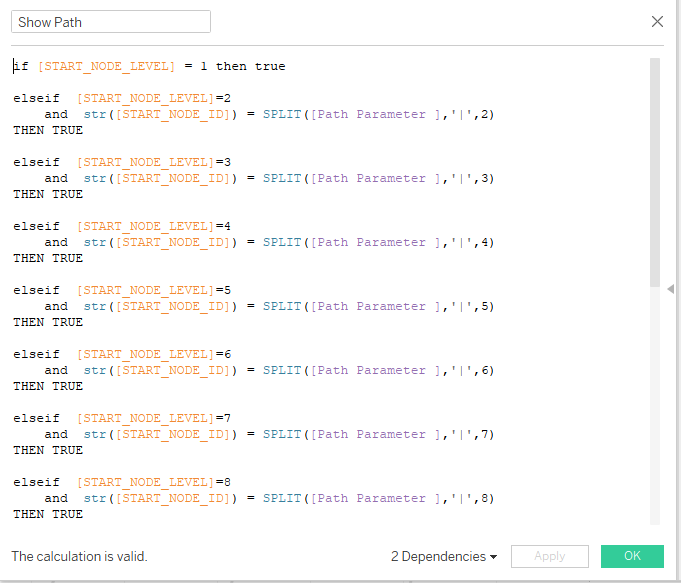 Show Path
if [START_NODE_LEVEL] = 1 then true
elseif [START_NODE_LEVEL]=2
and str([START_NODE_ID]) = SPLIT([Path Parameter ],'|',2)
THEN TRUE
elseif [START_NODE_LEVEL]=3
and str([START_NODE_ID]) = SPLIT([Path Parameter ],'|',3)
THEN TRUE
elseif [START_NODE_LEVEL]=4
and str([START_NODE_ID]) = SPLIT([Path Parameter ],'|',4)
THEN TRUE
elseif [START_NODE_LEVEL]=5
and str([START_NODE_ID]) = SPLIT([Path Parameter ],'|',5)
THEN TRUE
elseif [START_NODE_LEVEL]=6
and str([START_NODE_ID]) = SPLIT([Path Parameter ],'|',6)
THEN TRUE
elseif [START_NODE_LEVEL]=7
and str([START_NODE_ID]) = SPLIT([Path Parameter ],'|',7)
THEN TRUE
elseif [START_NODE_LEVEL]=8
and str([START_NODE_ID]) = SPLIT([Path Parameter ],'|',8)
THEN TRUE
The calculation is valid.
2 Dependencies
Apply
OK